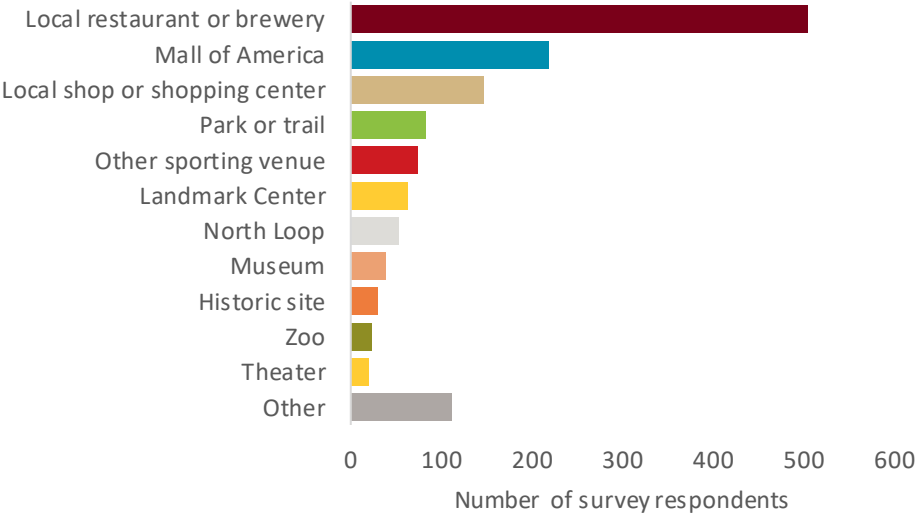 Local restaurant or brewery
Mall of America
Local shop or shopping center
Park or trail
Other sporting venue
Landmark Center
North Loop
Museum
Historic site
Zoo
Theater
Other
0 100 200 300 400 500 600
Number of survey respondents